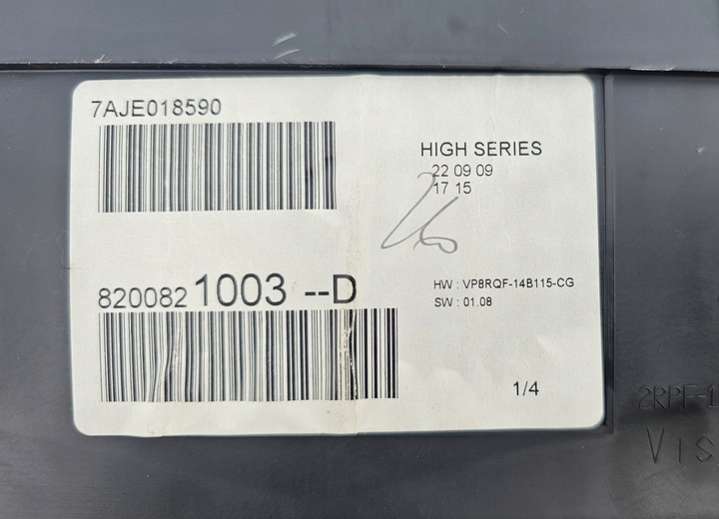 7AJE018590
HIGH SERIES
22 09 09
17 15
HW : VP8RQF-14B115-CG
SW : 01.08
8200821003 --D
1/4